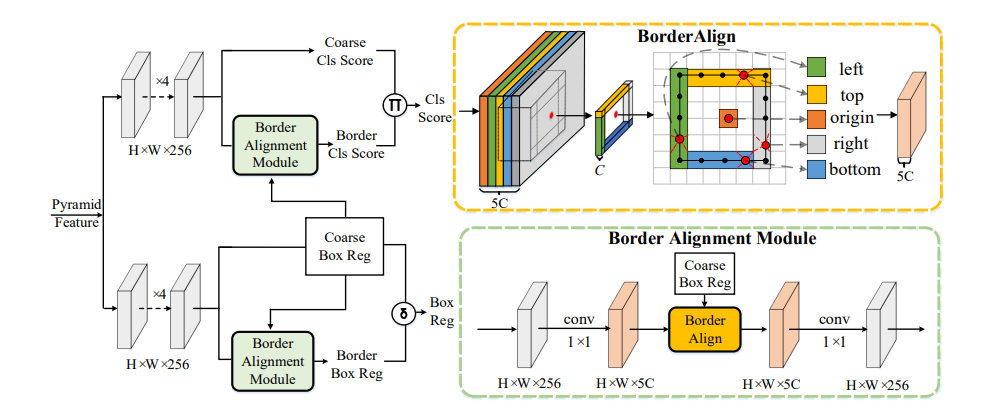 Coarse
Cls Score
×4
H×W×256
Border
Alignment
Module
Border
Cls Score
Π
Cls
Score
Pyramid
Feature
Coarse
Box Reg
×4
H×W×256
Border
Alignment
Module
Border
Box Reg
δ
Box
Reg
BorderAlign
5C
C
left
top
origin
right
bottom
5C
Border Alignment Module
Coarse
Box Reg
conv
1×1
Border
Align
conv
1×1
H×W×256
H×W×5C
H×W×5C
H×W×256